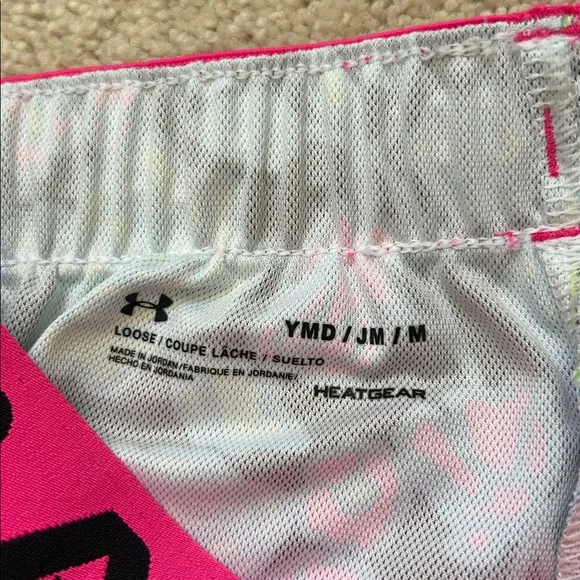 YMD / JM / M
LOOSE / COUPE LÂCHE / SUELTO
MADE IN JORDAN / FABRIQUÉ EN JORDANIE/
HECHO EN JORDANIA
HEATGEAR